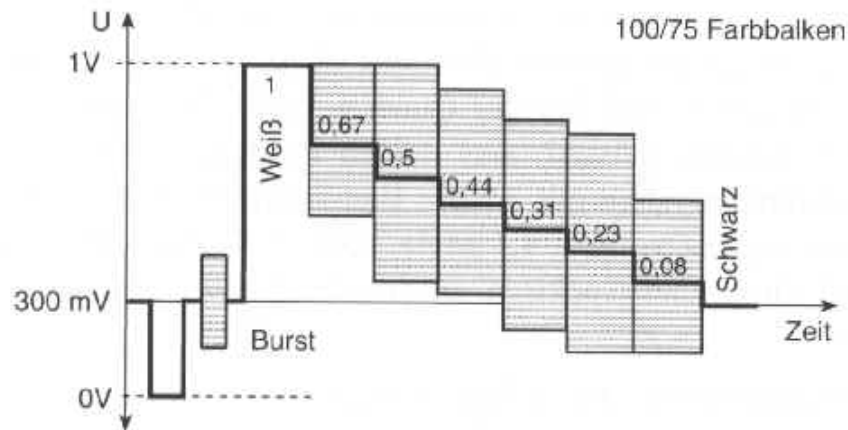 U
100/75 Farbbalken
1V
1
Weiß
0,67
0,5
0,44
0,31
0,23
0,08
Schwarz
300 mV
Burst
Zeit
0V